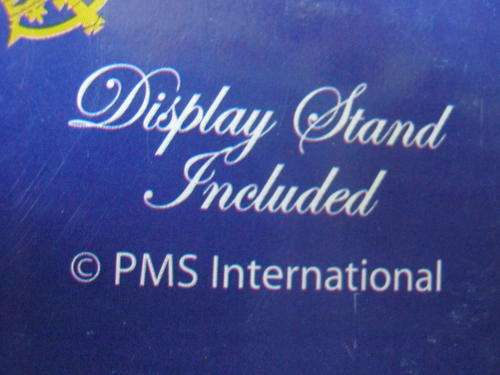 Display Stand
Included
© PMS International